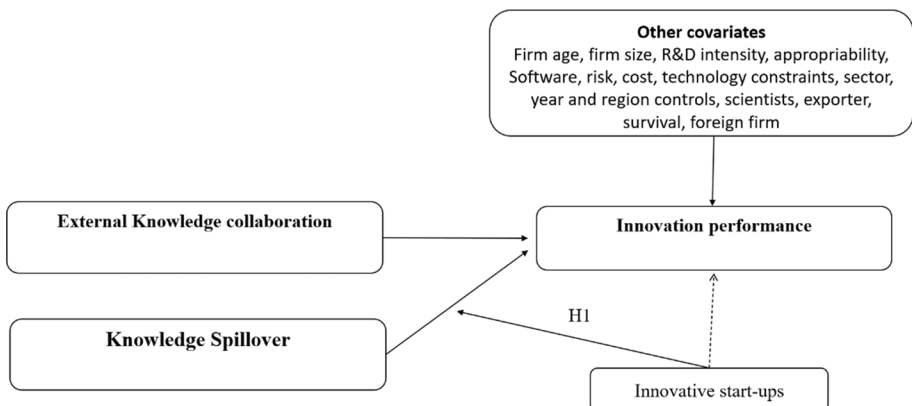 Other covariates
Firm age, firm size, R&D intensity, appropriability,
Software, risk, cost, technology constraints, sector,
year and region controls, scientists, exporter,
survival, foreign firm
External Knowledge collaboration
Innovation performance
Knowledge Spillover
H1
Innovative start-ups